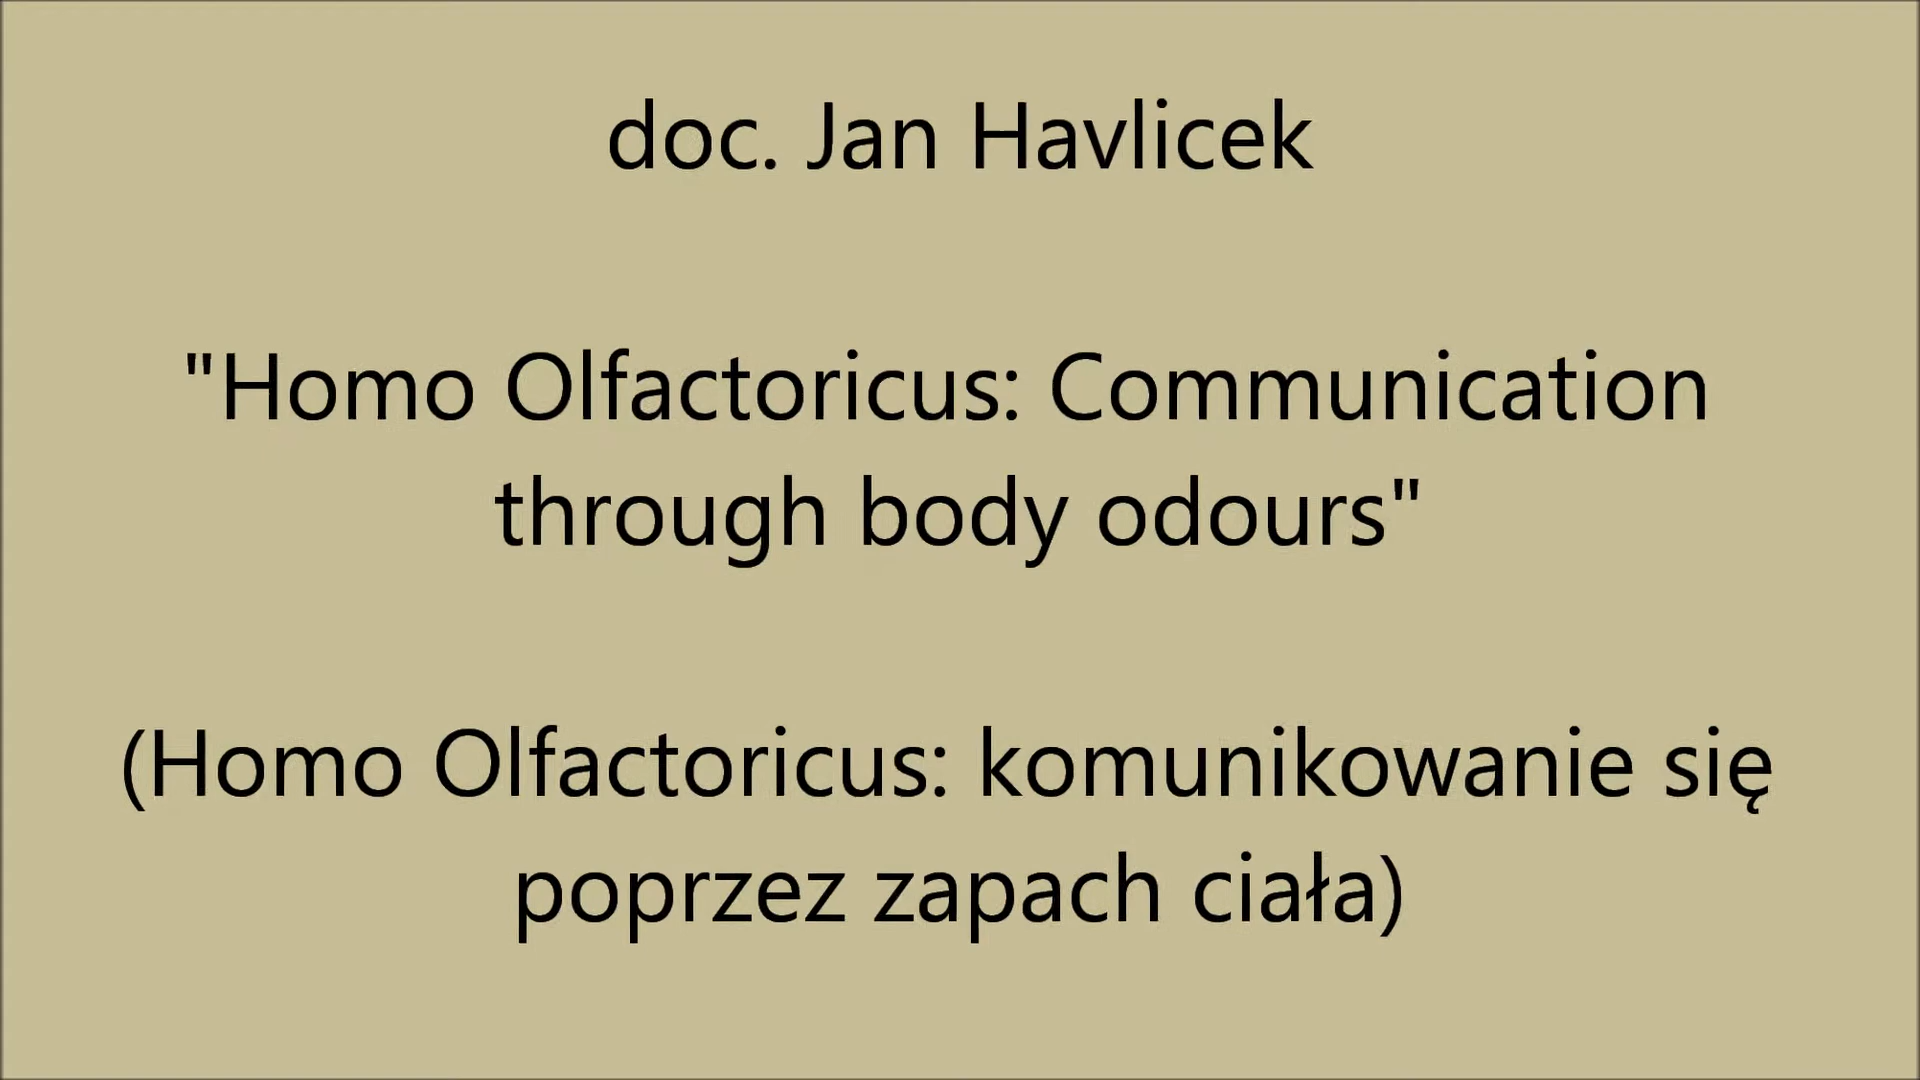 doc. Jan Havlicek
"Homo Olfactoricus: Communication
through body odours"
(Homo Olfactoricus: komunikowanie się
poprzez zapach ciała)